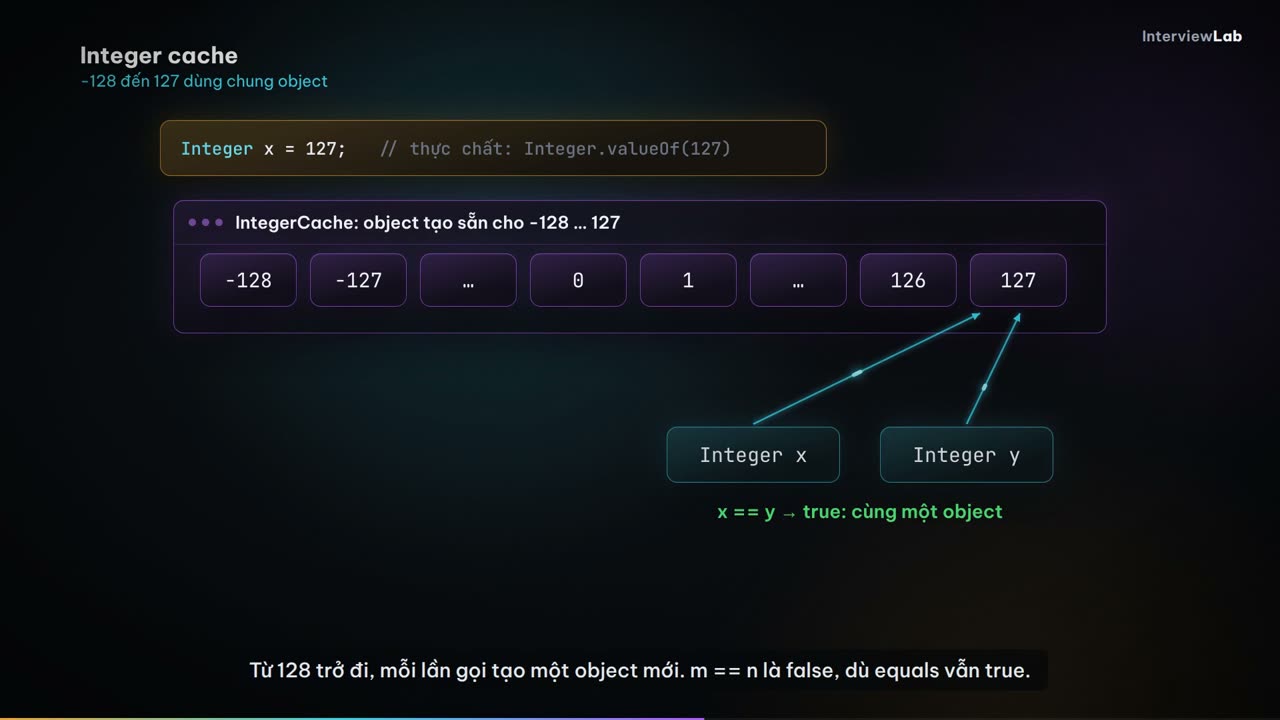 Integer cache
InterviewLab
-128 đến 127 dùng chung object
Integer x = 127;   // thực chất: Integer.valueOf(127)
IntegerCache: object tạo sẵn cho -128 ... 127
-128 -127 … 0 1 … 126 127
Integer x Integer y
x == y → true: cùng một object
Từ 128 trở đi, mỗi lần gọi tạo một object mới. m == n là false, dù equals vẫn true.